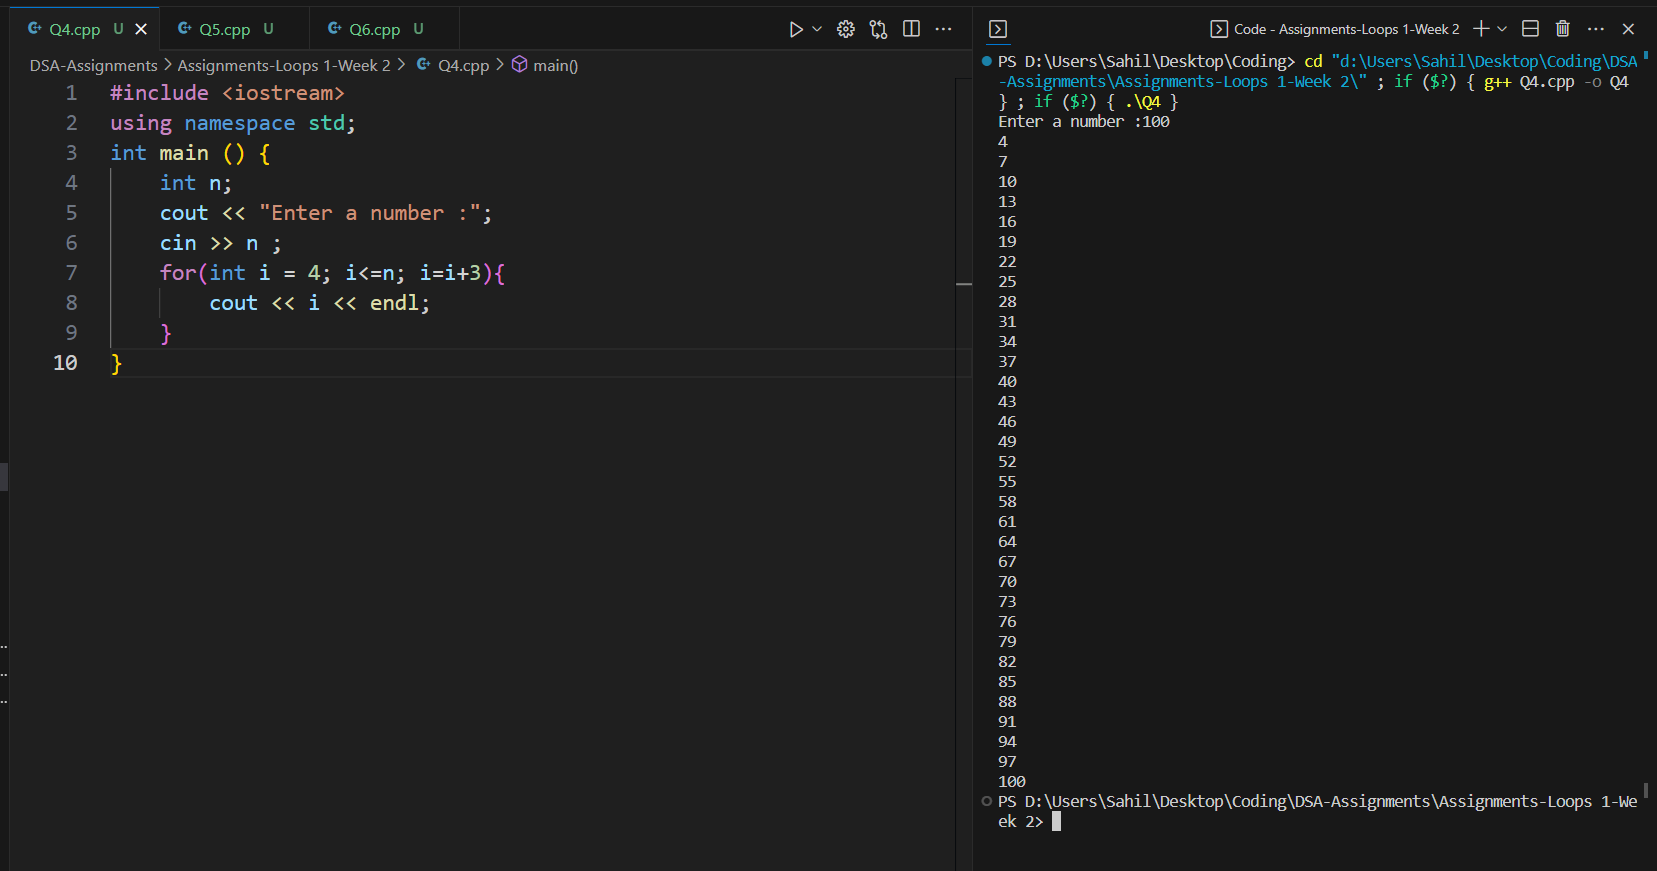 Q4.cpp U
Q5.cpp U
Q6.cpp U
DSA-Assignments > Assignments-Loops 1-Week 2 > Q4.cpp > main()
1 #include <iostream>
2 using namespace std;
3 int main () {
4 int n;
5 cout << "Enter a number :";
6 cin >> n ;
7 for(int i = 4; i<=n; i=i+3){
8 cout << i << endl;
9 }
10 }
Code - Assignments-Loops 1-Week 2
PS D:\Users\Sahil\Desktop\Coding> cd "d:\Users\Sahil\Desktop\Coding\DSA
-Assignments\Assignments-Loops 1-Week 2\" ; if ($?) { g++ Q4.cpp -o Q4
} ; if ($?) { .\Q4 }
Enter a number :100
4
7
10
13
16
19
22
25
28
31
34
37
40
43
46
49
52
55
58
61
64
67
70
73
76
79
82
85
88
91
94
97
100
PS D:\Users\Sahil\Desktop\Coding\DSA-Assignments\Assignments-Loops 1-We
ek 2>